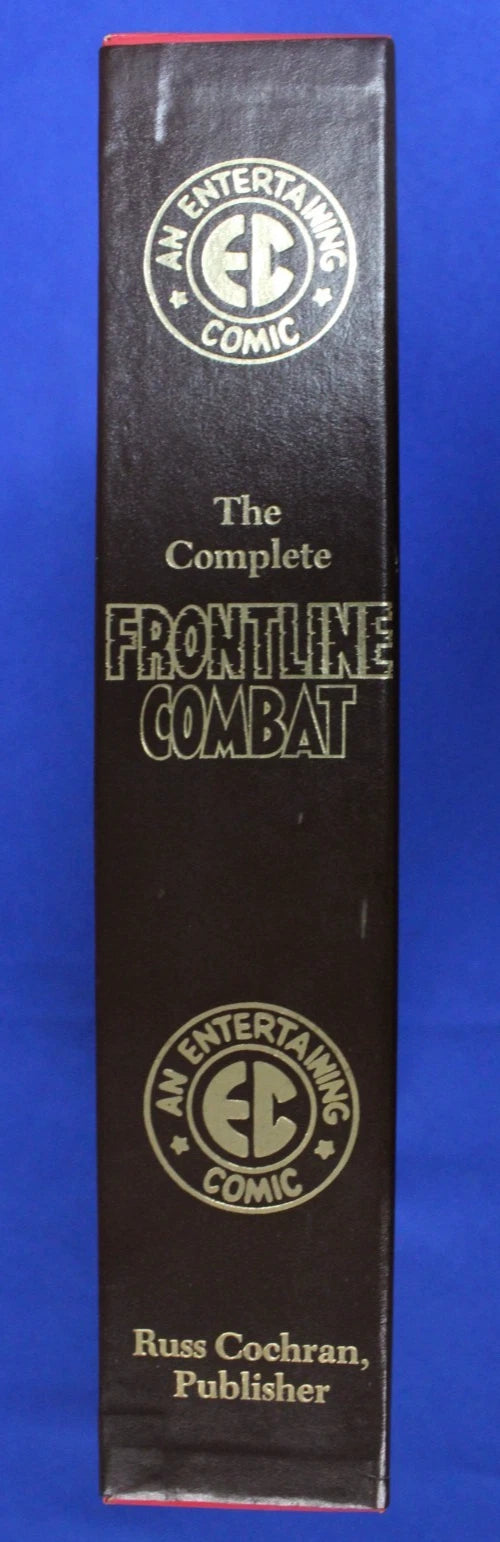 AN ENTERTAINING
EC
COMIC
The
Complete
FRONTLINE
COMBAT
AN ENTERTAINING
EC
COMIC
Russ Cochran,
Publisher